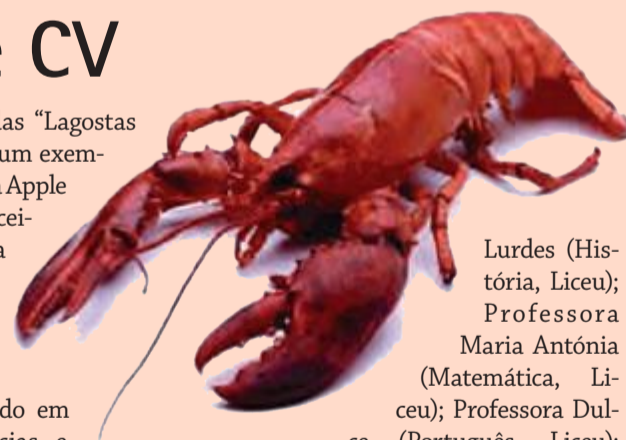 CV
as “Lagostas
um exem-
Apple
cei-
a
do em
Lurdes (His-
tória, Liceu);
Professora
Maria Antónia
(Matemática, Li-
ceu); Professora Dul-